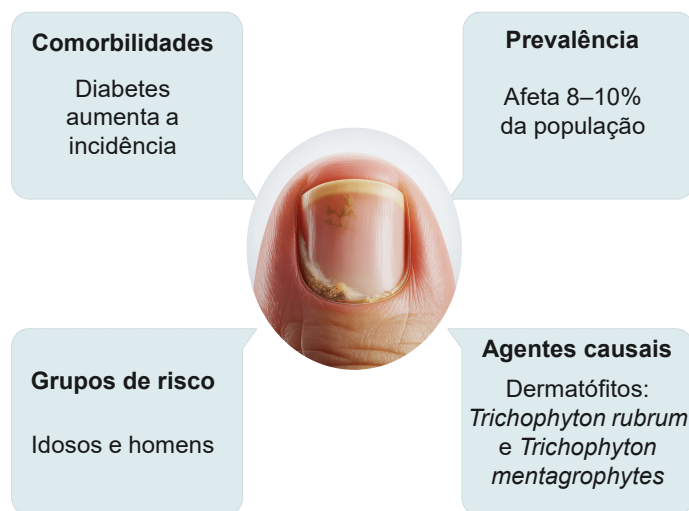 Comorbilidades
Diabetes
aumenta a
incidência
Prevalência
Afeta 8–10%
da população
Grupos de risco
Idosos e homens
Agentes causais
Dermatófitos:
Trichophyton rubrum
e Trichophyton
mentagrophytes